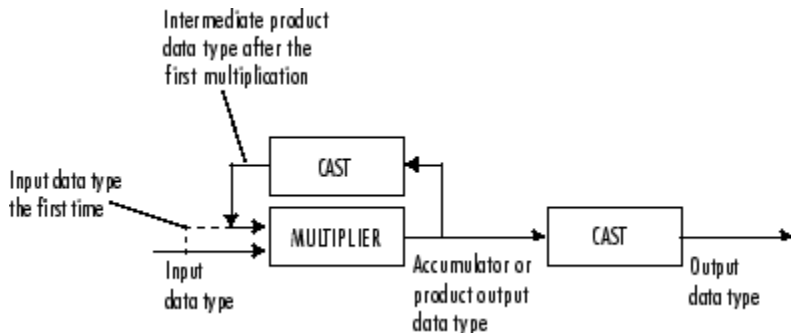 Intermediate product
data type after the
first multiplication
CAST
Input data type
the first time
MULTIPLIER
CAST
Input
data type
Accumulator or
product output
data type
Output
data type